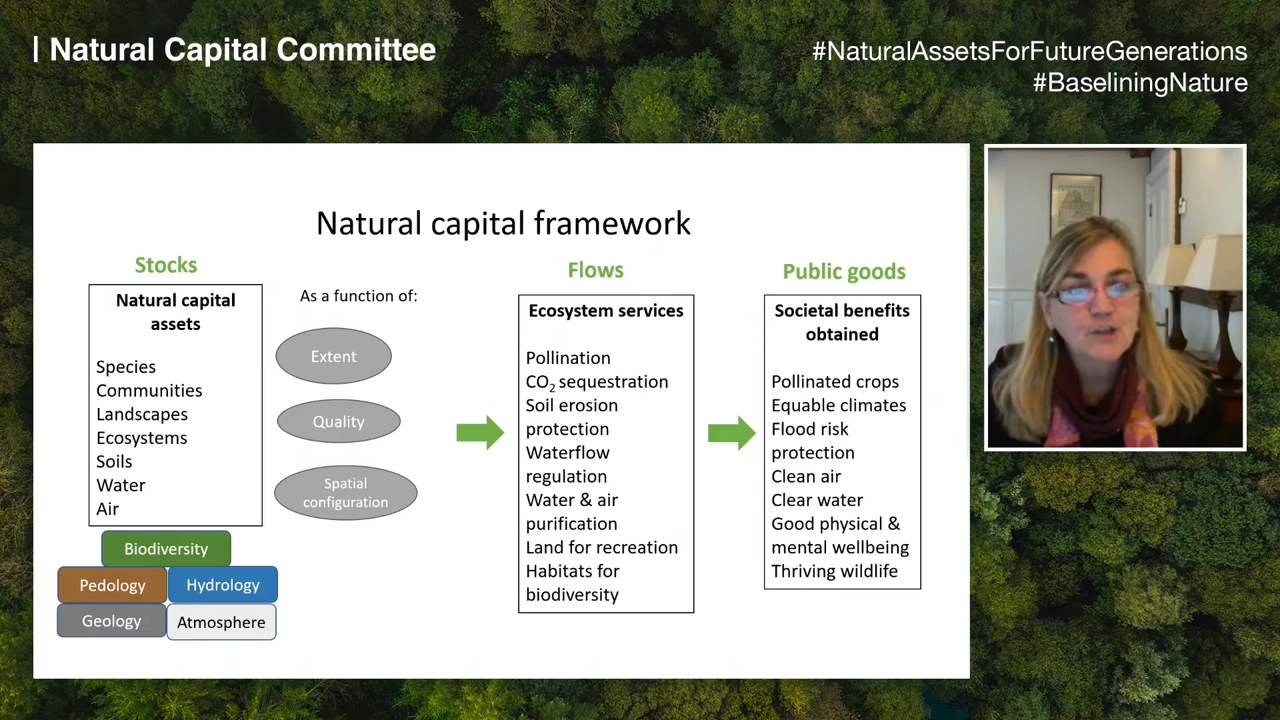 | Natural Capital Committee
#NaturalAssetsForFutureGenerations
#BaseliningNature
Natural capital framework
Stocks
Natural capital
assets
Species
Communities
Landscapes
Ecosystems
Soils
Water
Air
Biodiversity
Pedology
Hydrology
Geology
Atmosphere
As a function of:
Extent
Quality
Spatial
configuration
Flows
Ecosystem services
Pollination
CO₂ sequestration
Soil erosion
protection
Waterflow
regulation
Water & air
purification
Land for recreation
Habitats for
biodiversity
Public goods
Societal benefits
obtained
Pollinated crops
Equable climates
Flood risk
protection
Clean air
Clear water
Good physical &
mental wellbeing
Thriving wildlife